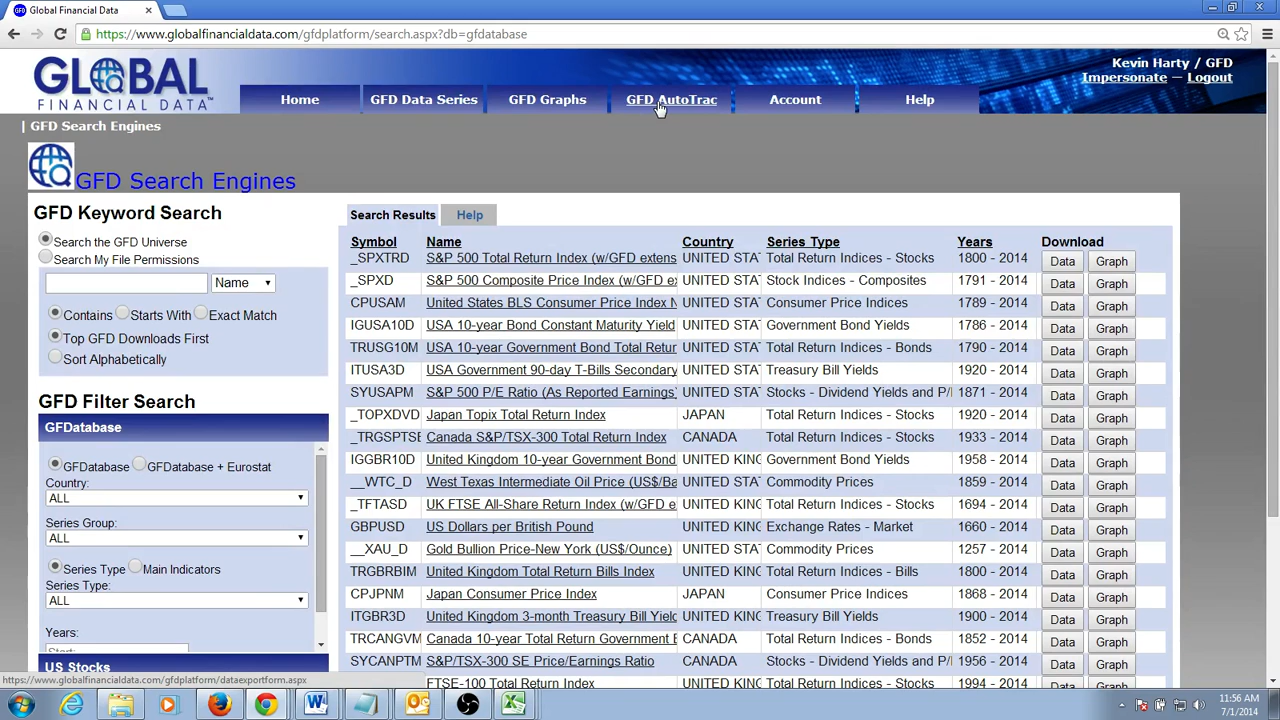 Global Financial Data
https://www.globalfinancialdata.com/gfdplatform/search.aspx?db=gfdatabase
GLOBAL
FINANCIAL DATA
Kevin Harty / GFD
Impersonate — Logout
Home GFD Data Series GFD Graphs GFD AutoTrac Account Help
| GFD Search Engines
GFD Search Engines
GFD Keyword Search
Search the GFD Universe
Search My File Permissions
Name
Contains Starts With Exact Match
Top GFD Downloads First
Sort Alphabetically
GFD Filter Search
GFDatabase
GFDatabase GFDatabase + Eurostat
Country:
ALL
Series Group:
ALL
Series Type Main Indicators
Series Type:
ALL
Years:
Start:
US Stocks
Search Results Help
Symbol Name Country Series Type Years Download
_SPXTRD S&P 500 Total Return Index (w/GFD extens UNITED STA Total Return Indices - Stocks 1800 - 2014 Data Graph
_SPXD S&P 500 Composite Price Index (w/GFD ex UNITED STA Stock Indices - Composites 1791 - 2014 Data Graph
CPUSAM United States BLS Consumer Price Index N UNITED STA Consumer Price Indices 1789 - 2014 Data Graph
IGUSA10D USA 10-year Bond Constant Maturity Yield UNITED STA Government Bond Yields 1786 - 2014 Data Graph
TRUSG10M USA 10-year Government Bond Total Retur UNITED STA Total Return Indices - Bonds 1790 - 2014 Data Graph
ITUSA3D USA Government 90-day T-Bills Secondary UNITED STA Treasury Bill Yields 1920 - 2014 Data Graph
SYUSAPM S&P 500 P/E Ratio (As Reported Earnings) UNITED STA Stocks - Dividend Yields and P/ 1871 - 2014 Data Graph
_TOPXDVD Japan Topix Total Return Index JAPAN Total Return Indices - Stocks 1920 - 2014 Data Graph
_TRGSPTSE Canada S&P/TSX-300 Total Return Index CANADA Total Return Indices - Stocks 1933 - 2014 Data Graph
IGGBR10D United Kingdom 10-year Government Bond UNITED KING Government Bond Yields 1958 - 2014 Data Graph
__WTC_D West Texas Intermediate Oil Price (US$/Ba UNITED STA Commodity Prices 1859 - 2014 Data Graph
_TFTASD UK FTSE All-Share Return Index (w/GFD e UNITED KING Total Return Indices - Stocks 1694 - 2014 Data Graph
GBPUSD US Dollars per British Pound UNITED KING Exchange Rates - Market 1660 - 2014 Data Graph
__XAU_D Gold Bullion Price-New York (US$/Ounce) UNITED STA Commodity Prices 1257 - 2014 Data Graph
TRGBRBIM United Kingdom Total Return Bills Index UNITED KING Total Return Indices - Bills 1800 - 2014 Data Graph
CPJPNM Japan Consumer Price Index JAPAN Consumer Price Indices 1868 - 2014 Data Graph
ITGBR3D United Kingdom 3-month Treasury Bill Yield UNITED KING Treasury Bill Yields 1900 - 2014 Data Graph
TRCANGVM Canada 10-year Total Return Government B CANADA Total Return Indices - Bonds 1852 - 2014 Data Graph
SYCANPTM S&P/TSX-300 SE Price/Earnings Ratio CANADA Stocks - Dividend Yields and P/ 1956 - 2014 Data Graph
FTSE-100 Total Return Index UNITED KING Total Return Indices - Stocks 1994 - 2014 Data Graph
https://www.globalfinancialdata.com/gfdplatform/dataexportform.aspx
11:56 AM
7/1/2014